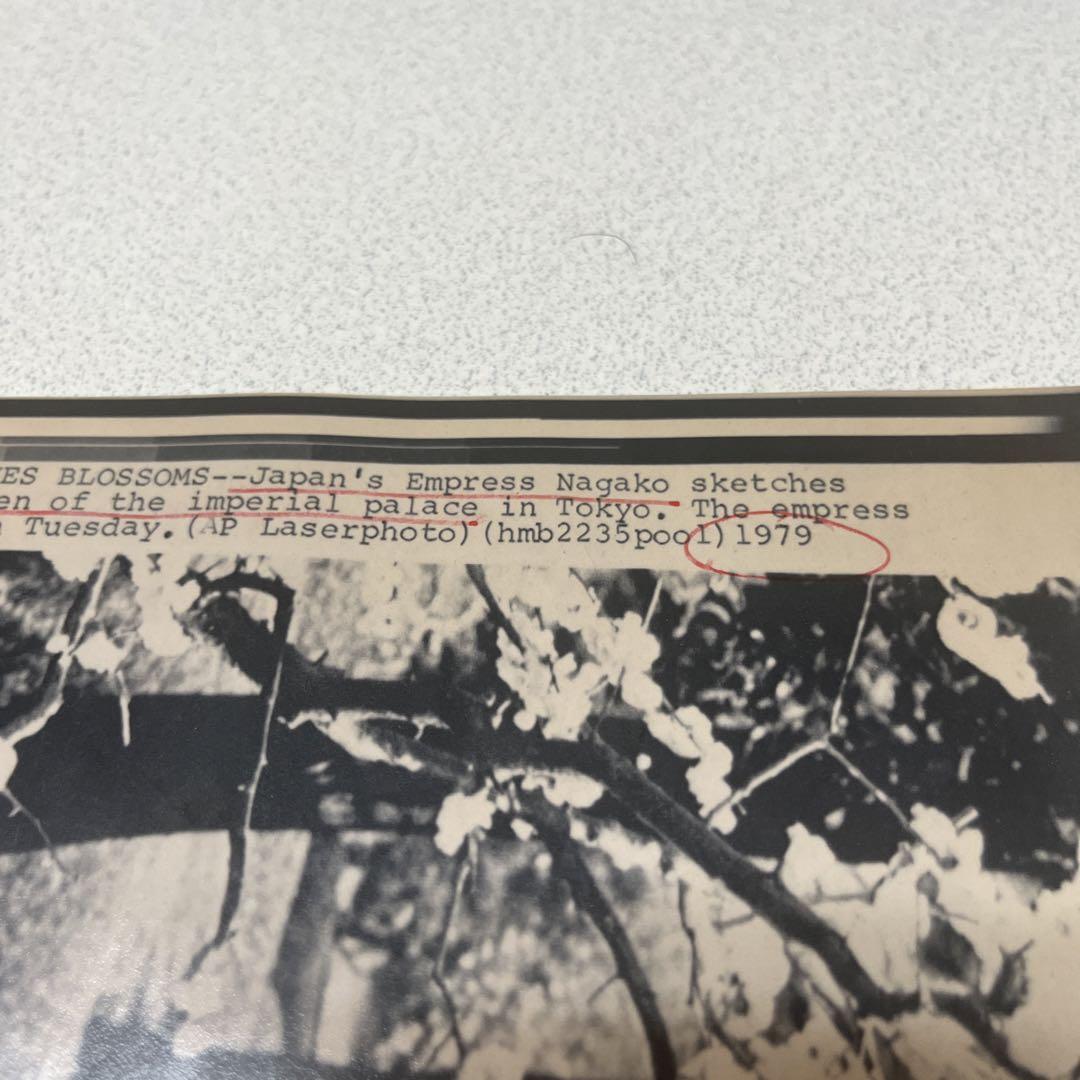 ES BLOSSOMS--Japan's Empress Nagako sketches
en of the imperial palace in Tokyo. The empress
Tuesday. (AP Laserphoto) (hmb2235pool) 1979